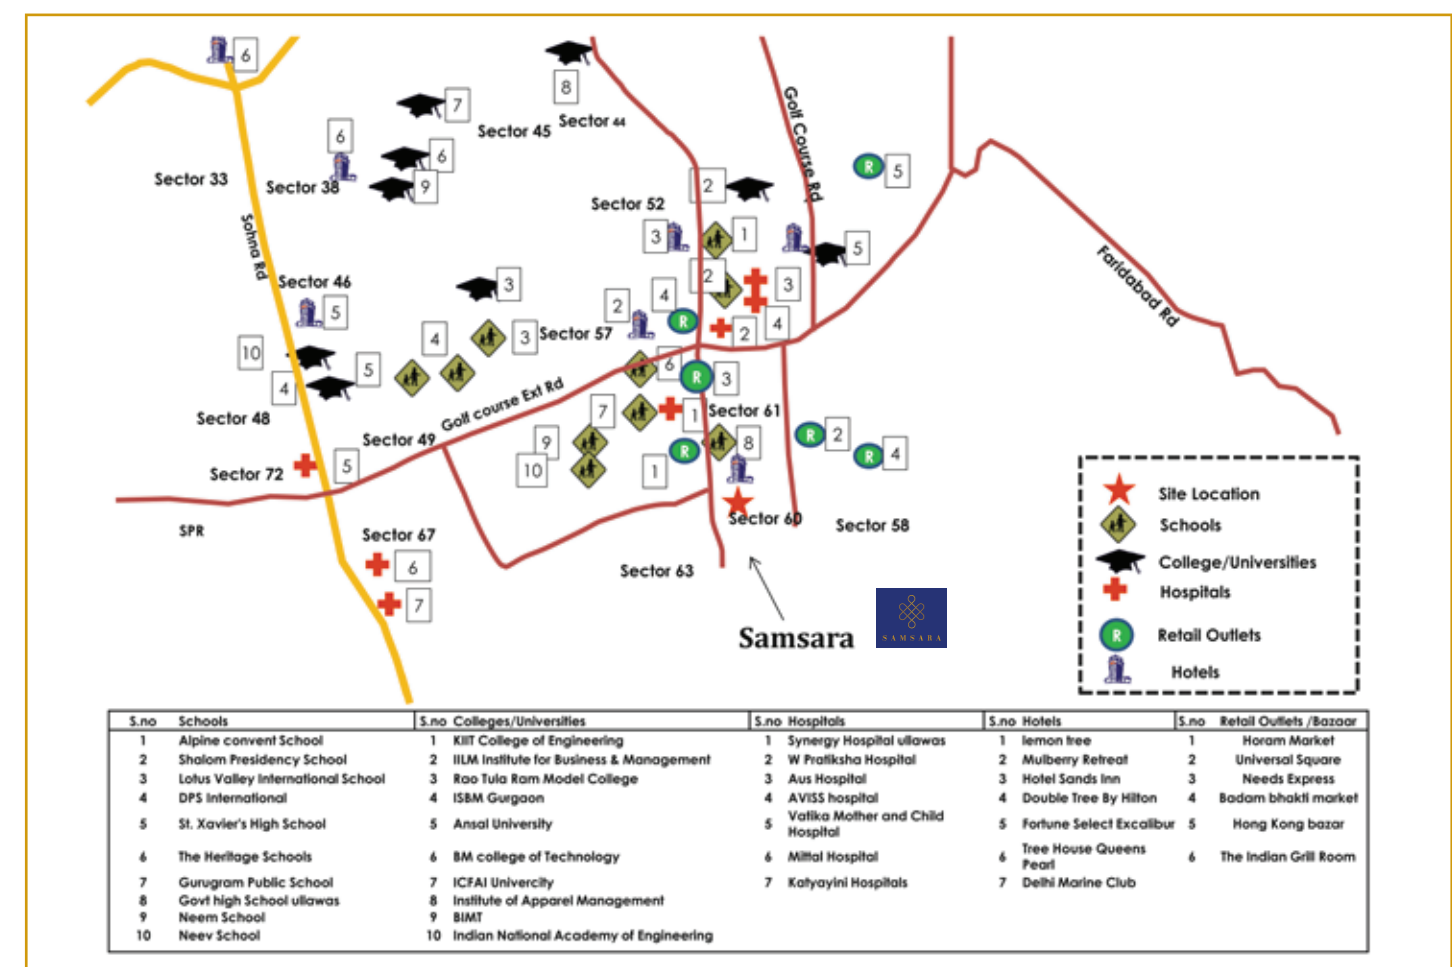 6
8
7
Sector 45
Sector 44
Golf Course Rd
6
6
9
Sector 33
Sector 38
2
5
Sector 52
Sohna Rd
3
1
5
Faridabad Rd
Sector 46
3
2
3
5
2
4
4
2
10
4
3
Sector 57
5
4
6
3
Golf course Ext Rd
7
1
Sector 61
Sector 48
Sector 49
9
8
2
4
Sector 72
5
10
1
SPR
Sector 67
Sector 60
Sector 58
6
Sector 63
7
Samsara
SAMSARA
Site Location
Schools
College/Universities
Hospitals
R Retail Outlets
Hotels
S.no Schools S.no Colleges/Universities S.no Hospitals S.no Hotels S.no Retail Outlets /Bazaar
1 Alpine convent School 1 KIIT College of Engineering 1 Synergy Hospital ullawas 1 lemon tree 1 Horam Market
2 Shalom Presidency School 2 IILM Institute for Business & Management 2 W Pratiksha Hospital 2 Mulberry Retreat 2 Universal Square
3 Lotus Valley International School 3 Rao Tula Ram Model College 3 Aus Hospital 3 Hotel Sands Inn 3 Needs Express
4 DPS International 4 ISBM Gurgaon 4 AVISS hospital 4 Double Tree By Hilton 4 Badam bhakti market
5 St. Xavier's High School 5 Ansal University 5 Vatika Mother and Child Hospital 5 Fortune Select Excalibur 5 Hong Kong bazar
6 The Heritage Schools 6 BM college of Technology 6 Mittal Hospital 6 Tree House Queens Pearl 6 The Indian Grill Room
7 Gurugram Public School 7 ICFAI Univercity 7 Katyayini Hospitals 7 Delhi Marine Club
8 Govt high School ullawas 8 Institute of Apparel Management
9 Neem School 9 BIMT
10 Neev School 10 Indian National Academy of Engineering